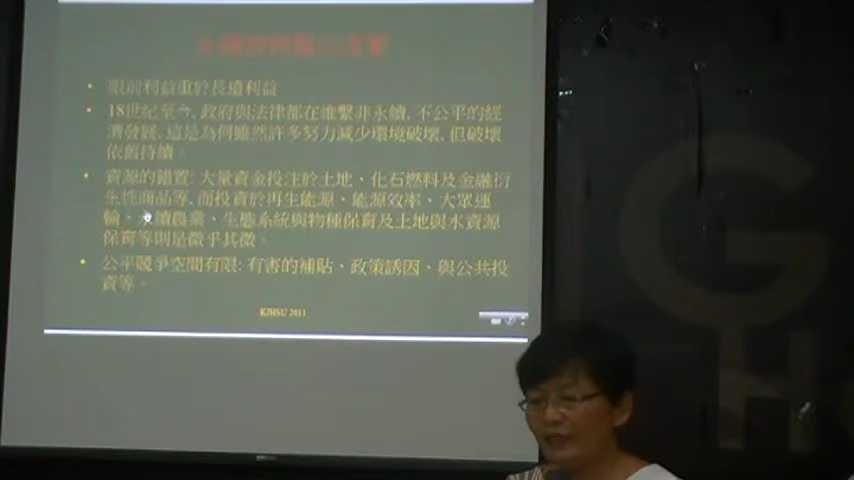 眼前利益重於長遠利益
18世紀至今, 政府與法律都在維繫非永續, 不公平的經
濟發展, 這是為何雖然許多努力減少環境破壞, 但破壞
依舊持續。
資源的錯置: 大量資金投注於土地、化石燃料及金融衍
生性商品等, 而投資於再生能源、能源效率、大眾運
輸、永續農業、生態系統與物種保育及土地與水資源
保育等則是微乎其微。
公平競爭空間有限: 有害的補貼、政策誘因、與公共投
資等。
KJHSU 2011
G
H